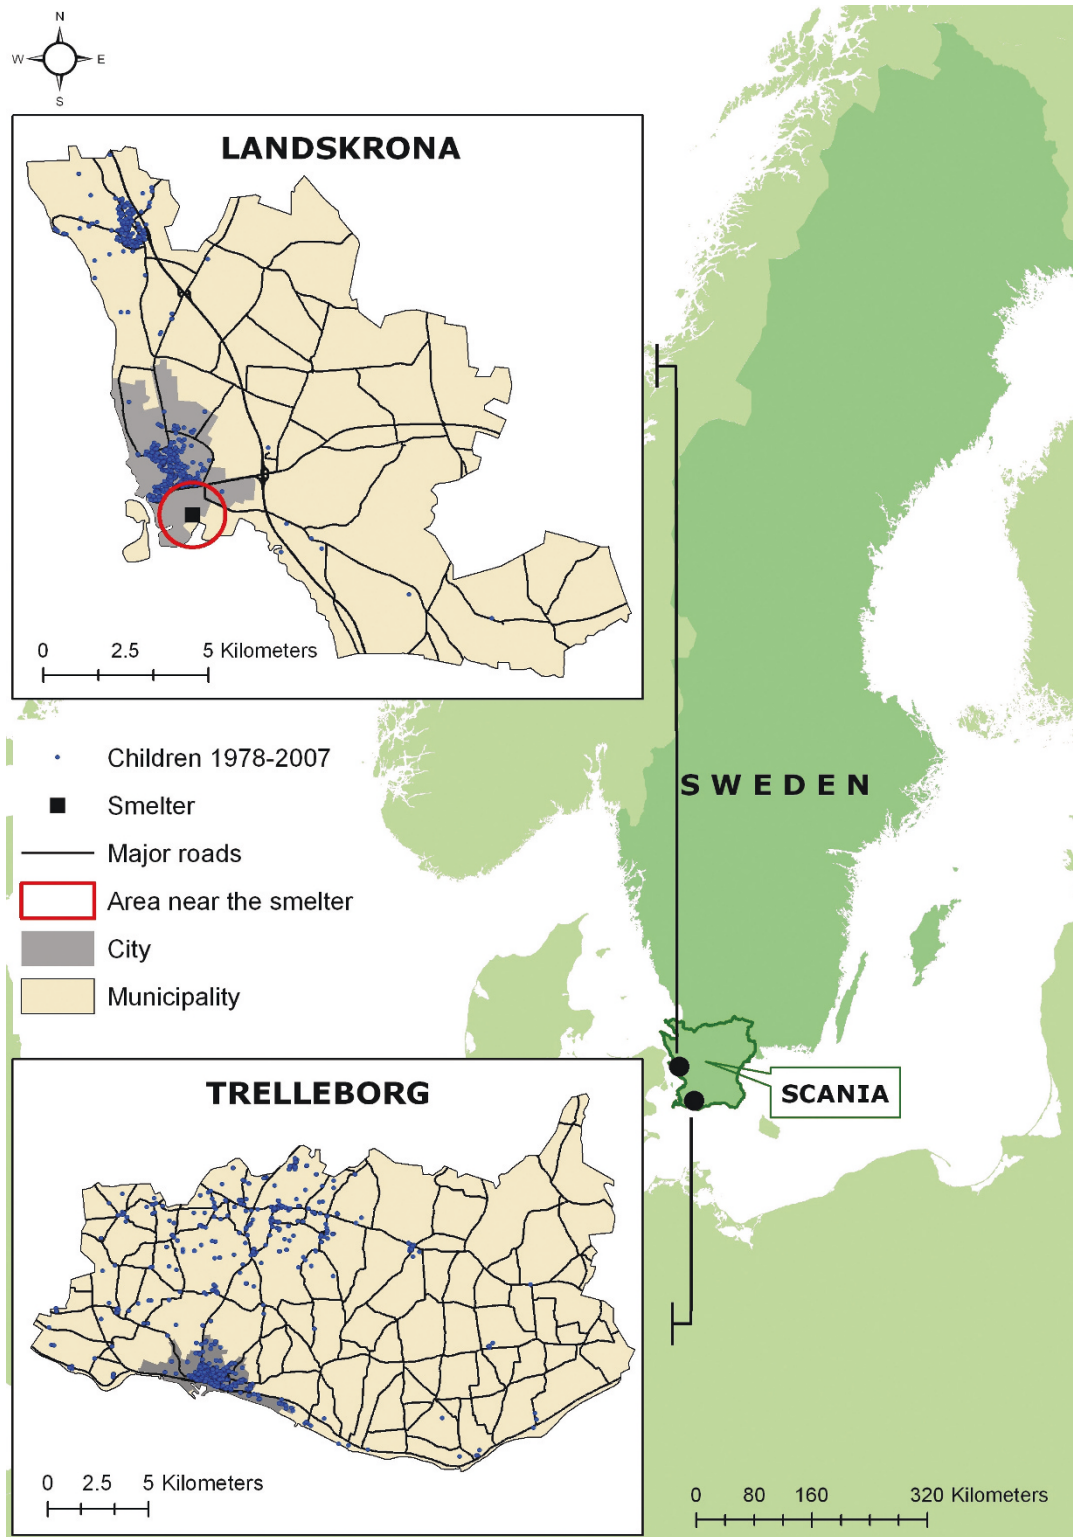 N
W E
S
LANDSKRONA
0 2.5 5 Kilometers
Children 1978-2007
Smelter
Major roads
Area near the smelter
City
Municipality
SWEDEN
SCANIA
TRELLEBORG
0 2.5 5 Kilometers
0 80 160 320 Kilometers